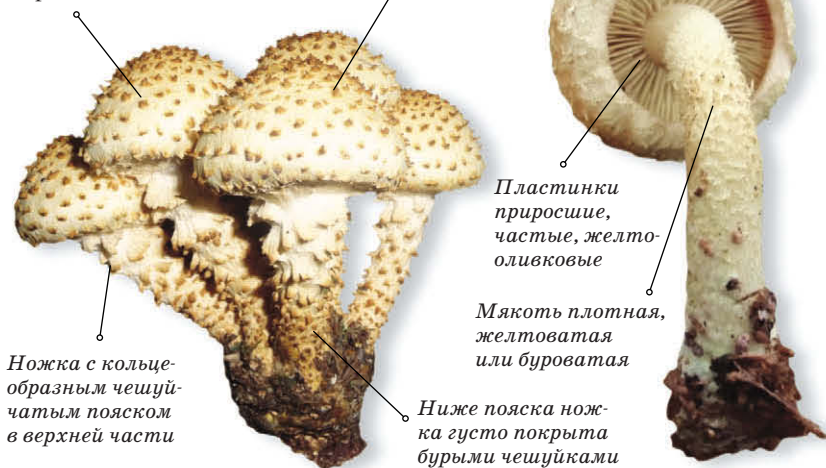 Пластинки
приросшие,
частые, желто-
оливковые
Мякоть плотная,
желтоватая
или буроватая
Ножка с кольце-
образным чешуй-
чатым пояском
в верхней части
Ниже пояска нож-
ка густо покрыта
бурыми чешуйками